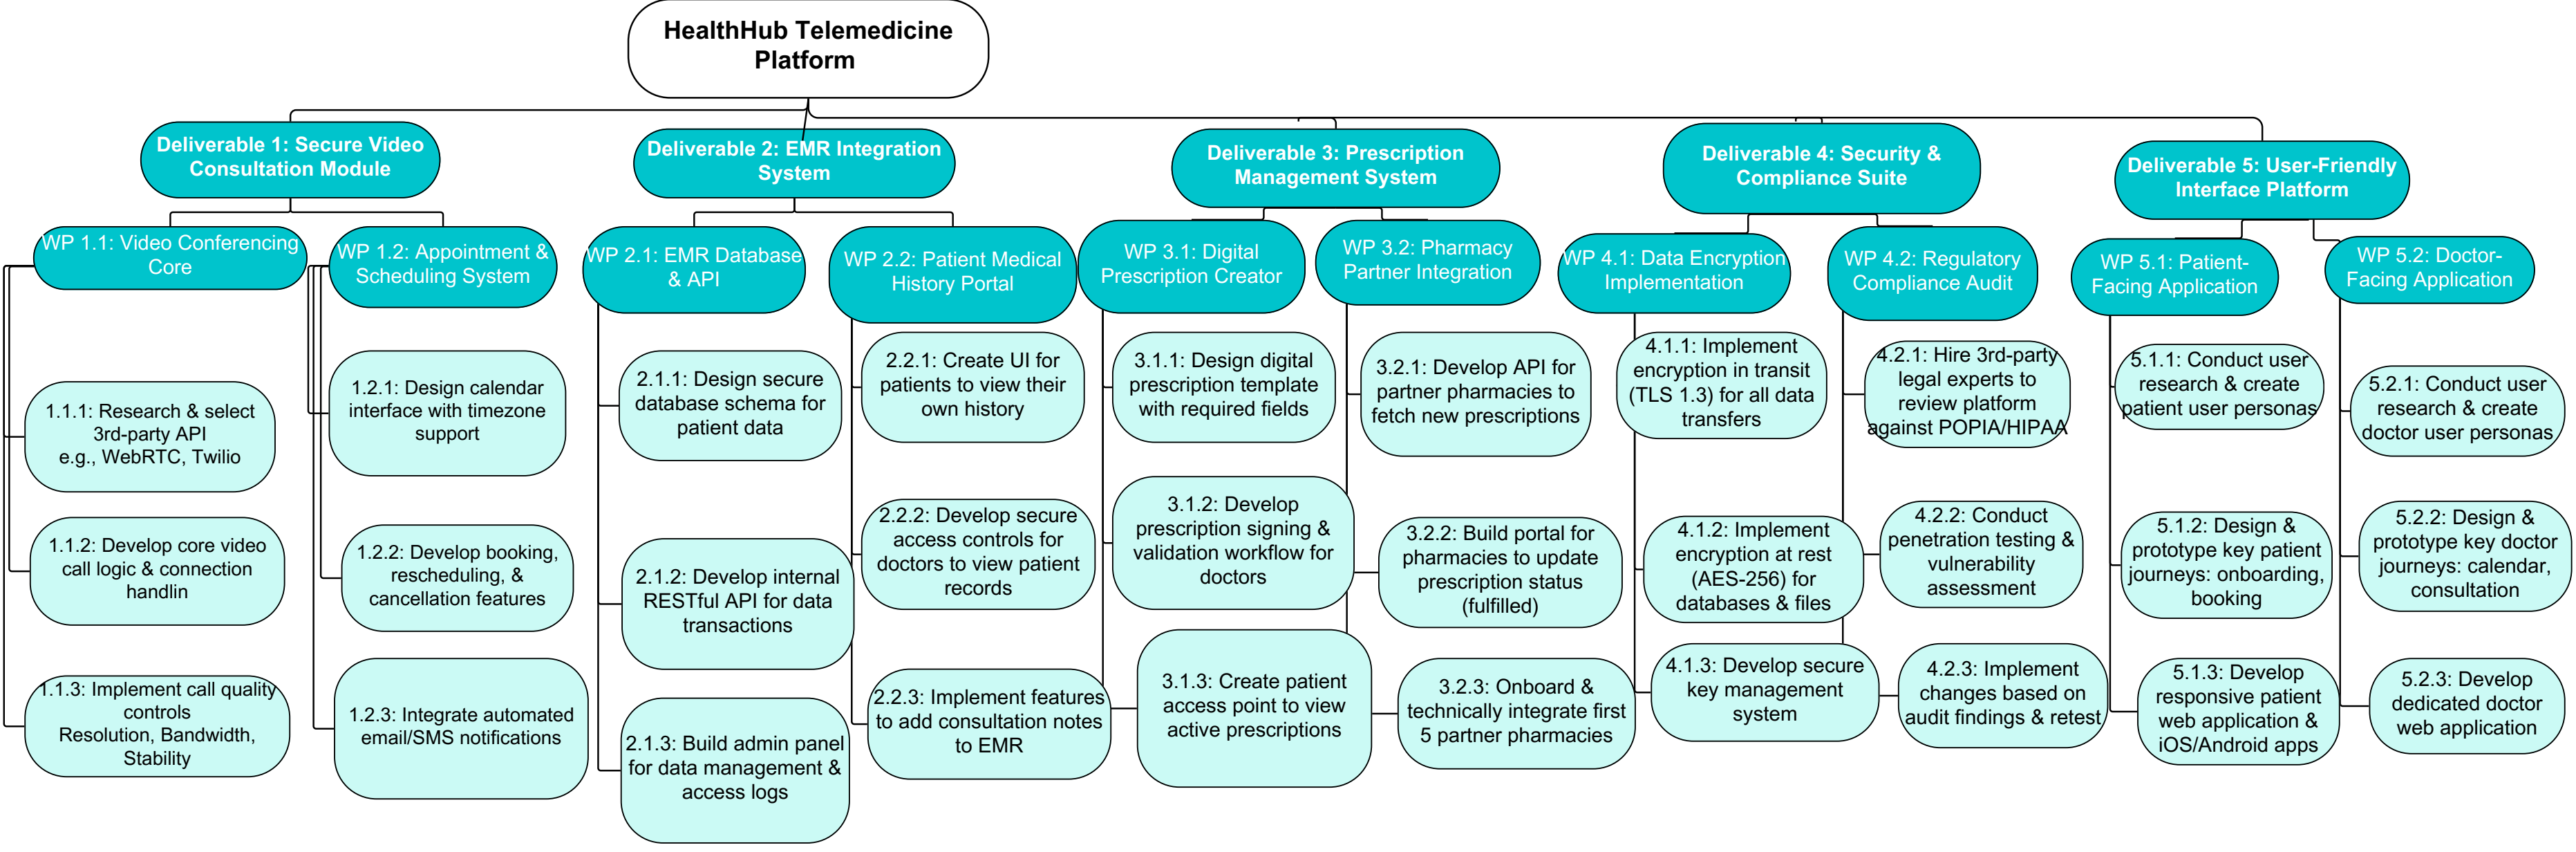 HealthHub Telemedicine
Platform
Deliverable 1: Secure Video
Consultation Module
Deliverable 2: EMR Integration
System
Deliverable 3: Prescription
Management System
Deliverable 4: Security &
Compliance Suite
Deliverable 5: User-Friendly
Interface Platform
WP 1.1: Video Conferencing
Core
WP 1.2: Appointment &
Scheduling System
WP 2.1: EMR Database
& API
WP 2.2: Patient Medical
History Portal
WP 3.1: Digital
Prescription Creator
WP 3.2: Pharmacy
Partner Integration
WP 4.1: Data Encryption
Implementation
WP 4.2: Regulatory
Compliance Audit
WP 5.1: Patient-
Facing Application
WP 5.2: Doctor-
Facing Application
1.1.1: Research & select
3rd-party API
e.g., WebRTC, Twilio
1.1.2: Develop core video
call logic & connection
handlin
1.1.3: Implement call quality
controls
Resolution, Bandwidth,
Stability
1.2.1: Design calendar
interface with timezone
support
1.2.2: Develop booking,
rescheduling, &
cancellation features
1.2.3: Integrate automated
email/SMS notifications
2.1.1: Design secure
database schema for
patient data
2.1.2: Develop internal
RESTful API for data
transactions
2.1.3: Build admin panel
for data management &
access logs
2.2.1: Create UI for
patients to view their
own history
2.2.2: Develop secure
access controls for
doctors to view patient
records
2.2.3: Implement features
to add consultation notes
to EMR
3.1.1: Design digital
prescription template
with required fields
3.1.2: Develop
prescription signing &
validation workflow for
doctors
3.1.3: Create patient
access point to view
active prescriptions
3.2.1: Develop API for
partner pharmacies to
fetch new prescriptions
3.2.2: Build portal for
pharmacies to update
prescription status
(fulfilled)
3.2.3: Onboard &
technically integrate first
5 partner pharmacies
4.1.1: Implement
encryption in transit
(TLS 1.3) for all data
transfers
4.1.2: Implement
encryption at rest
(AES-256) for
databases & files
4.1.3: Develop secure
key management
system
4.2.1: Hire 3rd-party
legal experts to
review platform
against POPIA/HIPAA
4.2.2: Conduct
penetration testing &
vulnerability
assessment
4.2.3: Implement
changes based on
audit findings & retest
5.1.1: Conduct user
research & create
patient user personas
5.1.2: Design &
prototype key patient
journeys: onboarding,
booking
5.1.3: Develop
responsive patient
web application &
iOS/Android apps
5.2.1: Conduct user
research & create
doctor user personas
5.2.2: Design &
prototype key doctor
journeys: calendar,
consultation
5.2.3: Develop
dedicated doctor
web application